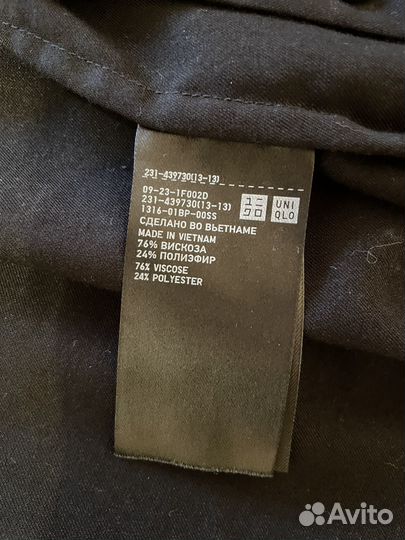 231-439730(13-13)
09-23-1F002D
231-439730(13-13)
1316-01BP-00SS
ユニ
クロ
UNI
QLO
СДЕЛАНО ВО ВЬЕТНАМЕ
MADE IN VIETNAM
76% ВИСКОЗА
24% ПОЛИЭФИР
76% VISCOSE
24% POLYESTER
Avito